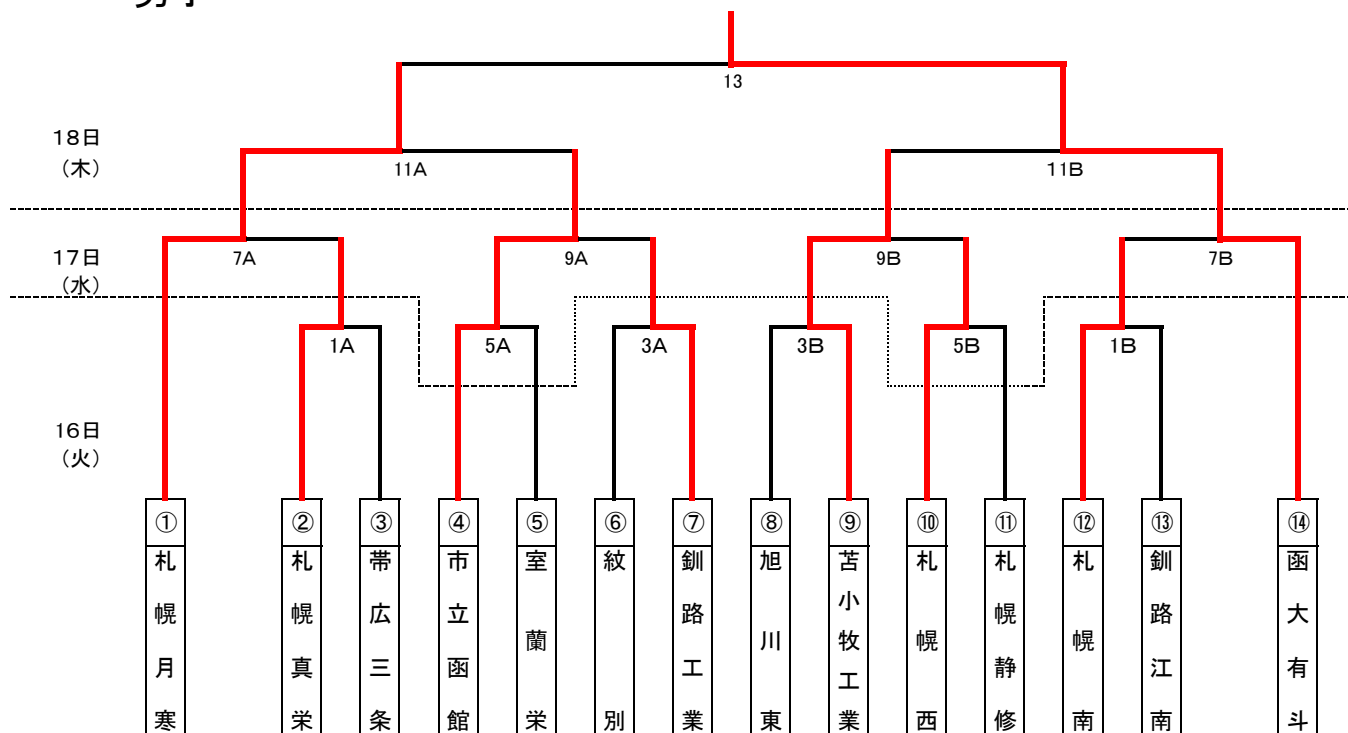 13
18日
（木）
11A
11B
17日
（水）
7A
9A
9B
7B
1A
5A
3A
3B
5B
1B
16日
（火）
① 札幌月寒
② 札幌真栄
③ 帯広三条
④ 市立函館
⑤ 室蘭栄
⑥ 紋別
⑦ 釧路工業
⑧ 旭川東
⑨ 苫小牧工業
⑩ 札幌西
⑪ 札幌静修
⑫ 札幌南
⑬ 釧路江南
⑭ 函大有斗